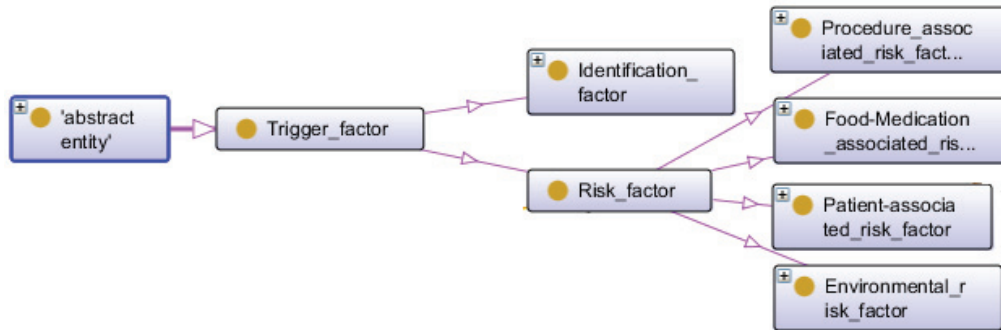 'abstract
entity'
Trigger_factor
Identification_
factor
Risk_factor
Procedure_assoc
iated_risk_fact...
Food-Medication
_associated_ris...
Patient-associa
ted_risk_factor
Environmental_r
isk_factor